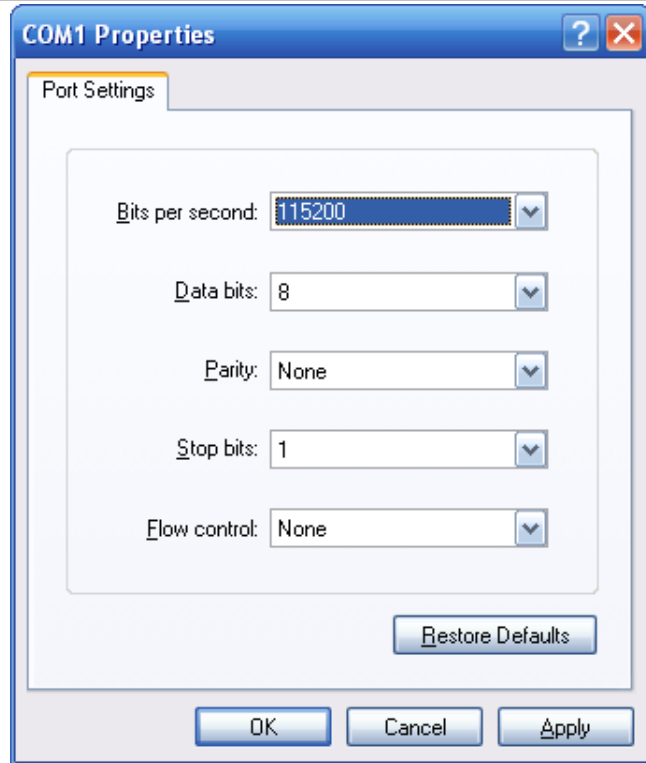 COM1 Properties
Port Settings
Bits per second: 115200
Data bits: 8
Parity: None
Stop bits: 1
Flow control: None
Restore Defaults
OK Cancel Apply